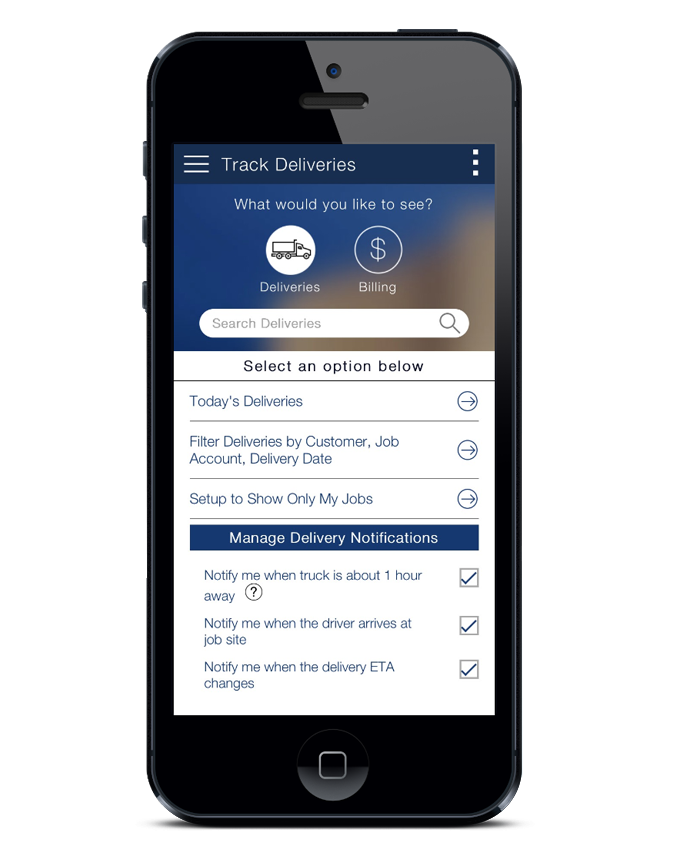 Track Deliveries
What would you like to see?
$
Deliveries
Billing
Search Deliveries
Select an option below
Today's Deliveries
Filter Deliveries by Customer, Job
Account, Delivery Date
Setup to Show Only My Jobs
Manage Delivery Notifications
Notify me when truck is about 1 hour
away ?
Notify me when the driver arrives at
job site
Notify me when the delivery ETA
changes